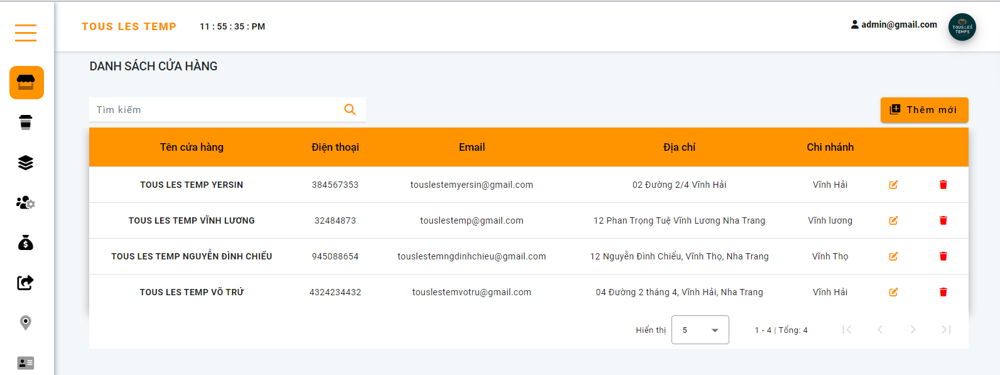 TOUS LES TEMP
11 : 55 : 35 : PM
admin@gmail.com
TOUS LES
TEMPS
DANH SÁCH CỬA HÀNG
Tìm kiếm
Thêm mới
Tên cửa hàng Điện thoại Email Địa chỉ Chi nhánh
TOUS LES TEMP YERSIN 384567353 touslestemyersin@gmail.com 02 Đường 2/4 Vĩnh Hải Vĩnh Hải
TOUS LES TEMP VĨNH LƯƠNG 32484873 touslestemp@gmail.com 12 Phan Trọng Tuệ Vĩnh Lương Nha Trang Vĩnh lương
TOUS LES TEMP NGUYỄN ĐÌNH CHIỂU 945088654 touslestemngdinhchieu@gmail.com 12 Nguyễn Đình Chiểu, Vĩnh Thọ, Nha Trang Vĩnh Thọ
TOUS LES TEMP VÕ TRỨ 4324234432 touslestemvotru@gmail.com 04 Đường 2 tháng 4, Vĩnh Hải, Nha Trang Vĩnh Hải
Hiển thị 5 1 - 4 | Tổng: 4